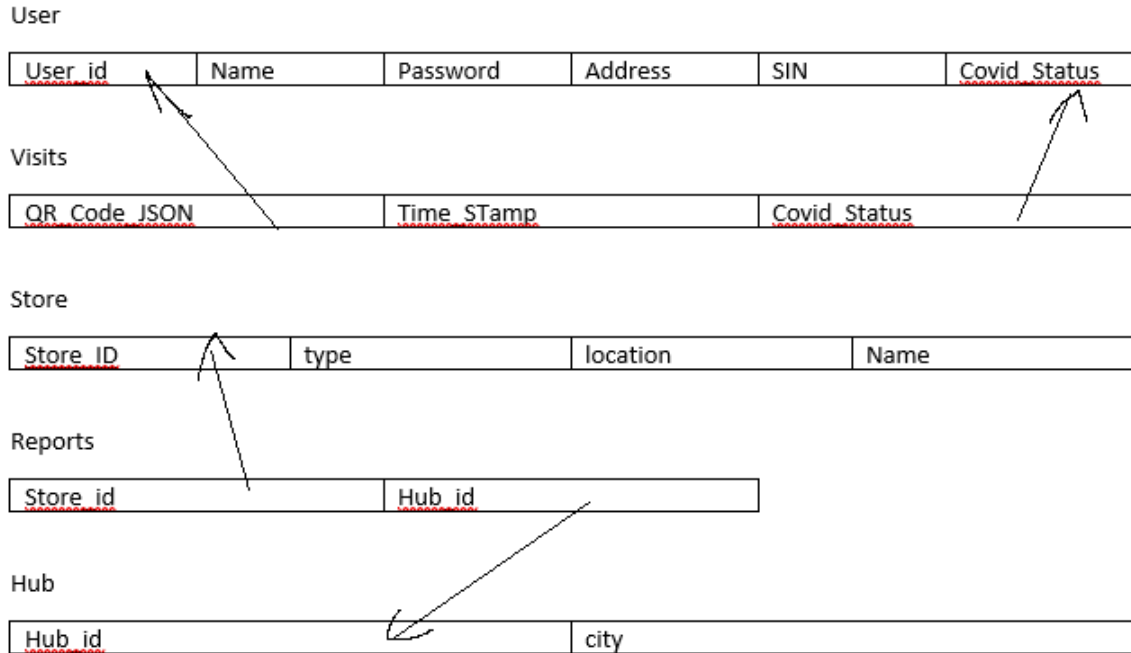 User
User_id Name Password Address SIN Covid_Status
Visits
QR_Code_JSON Time_STamp Covid_Status
Store
Store_ID type location Name
Reports
Store_id Hub_id
Hub
Hub_id city